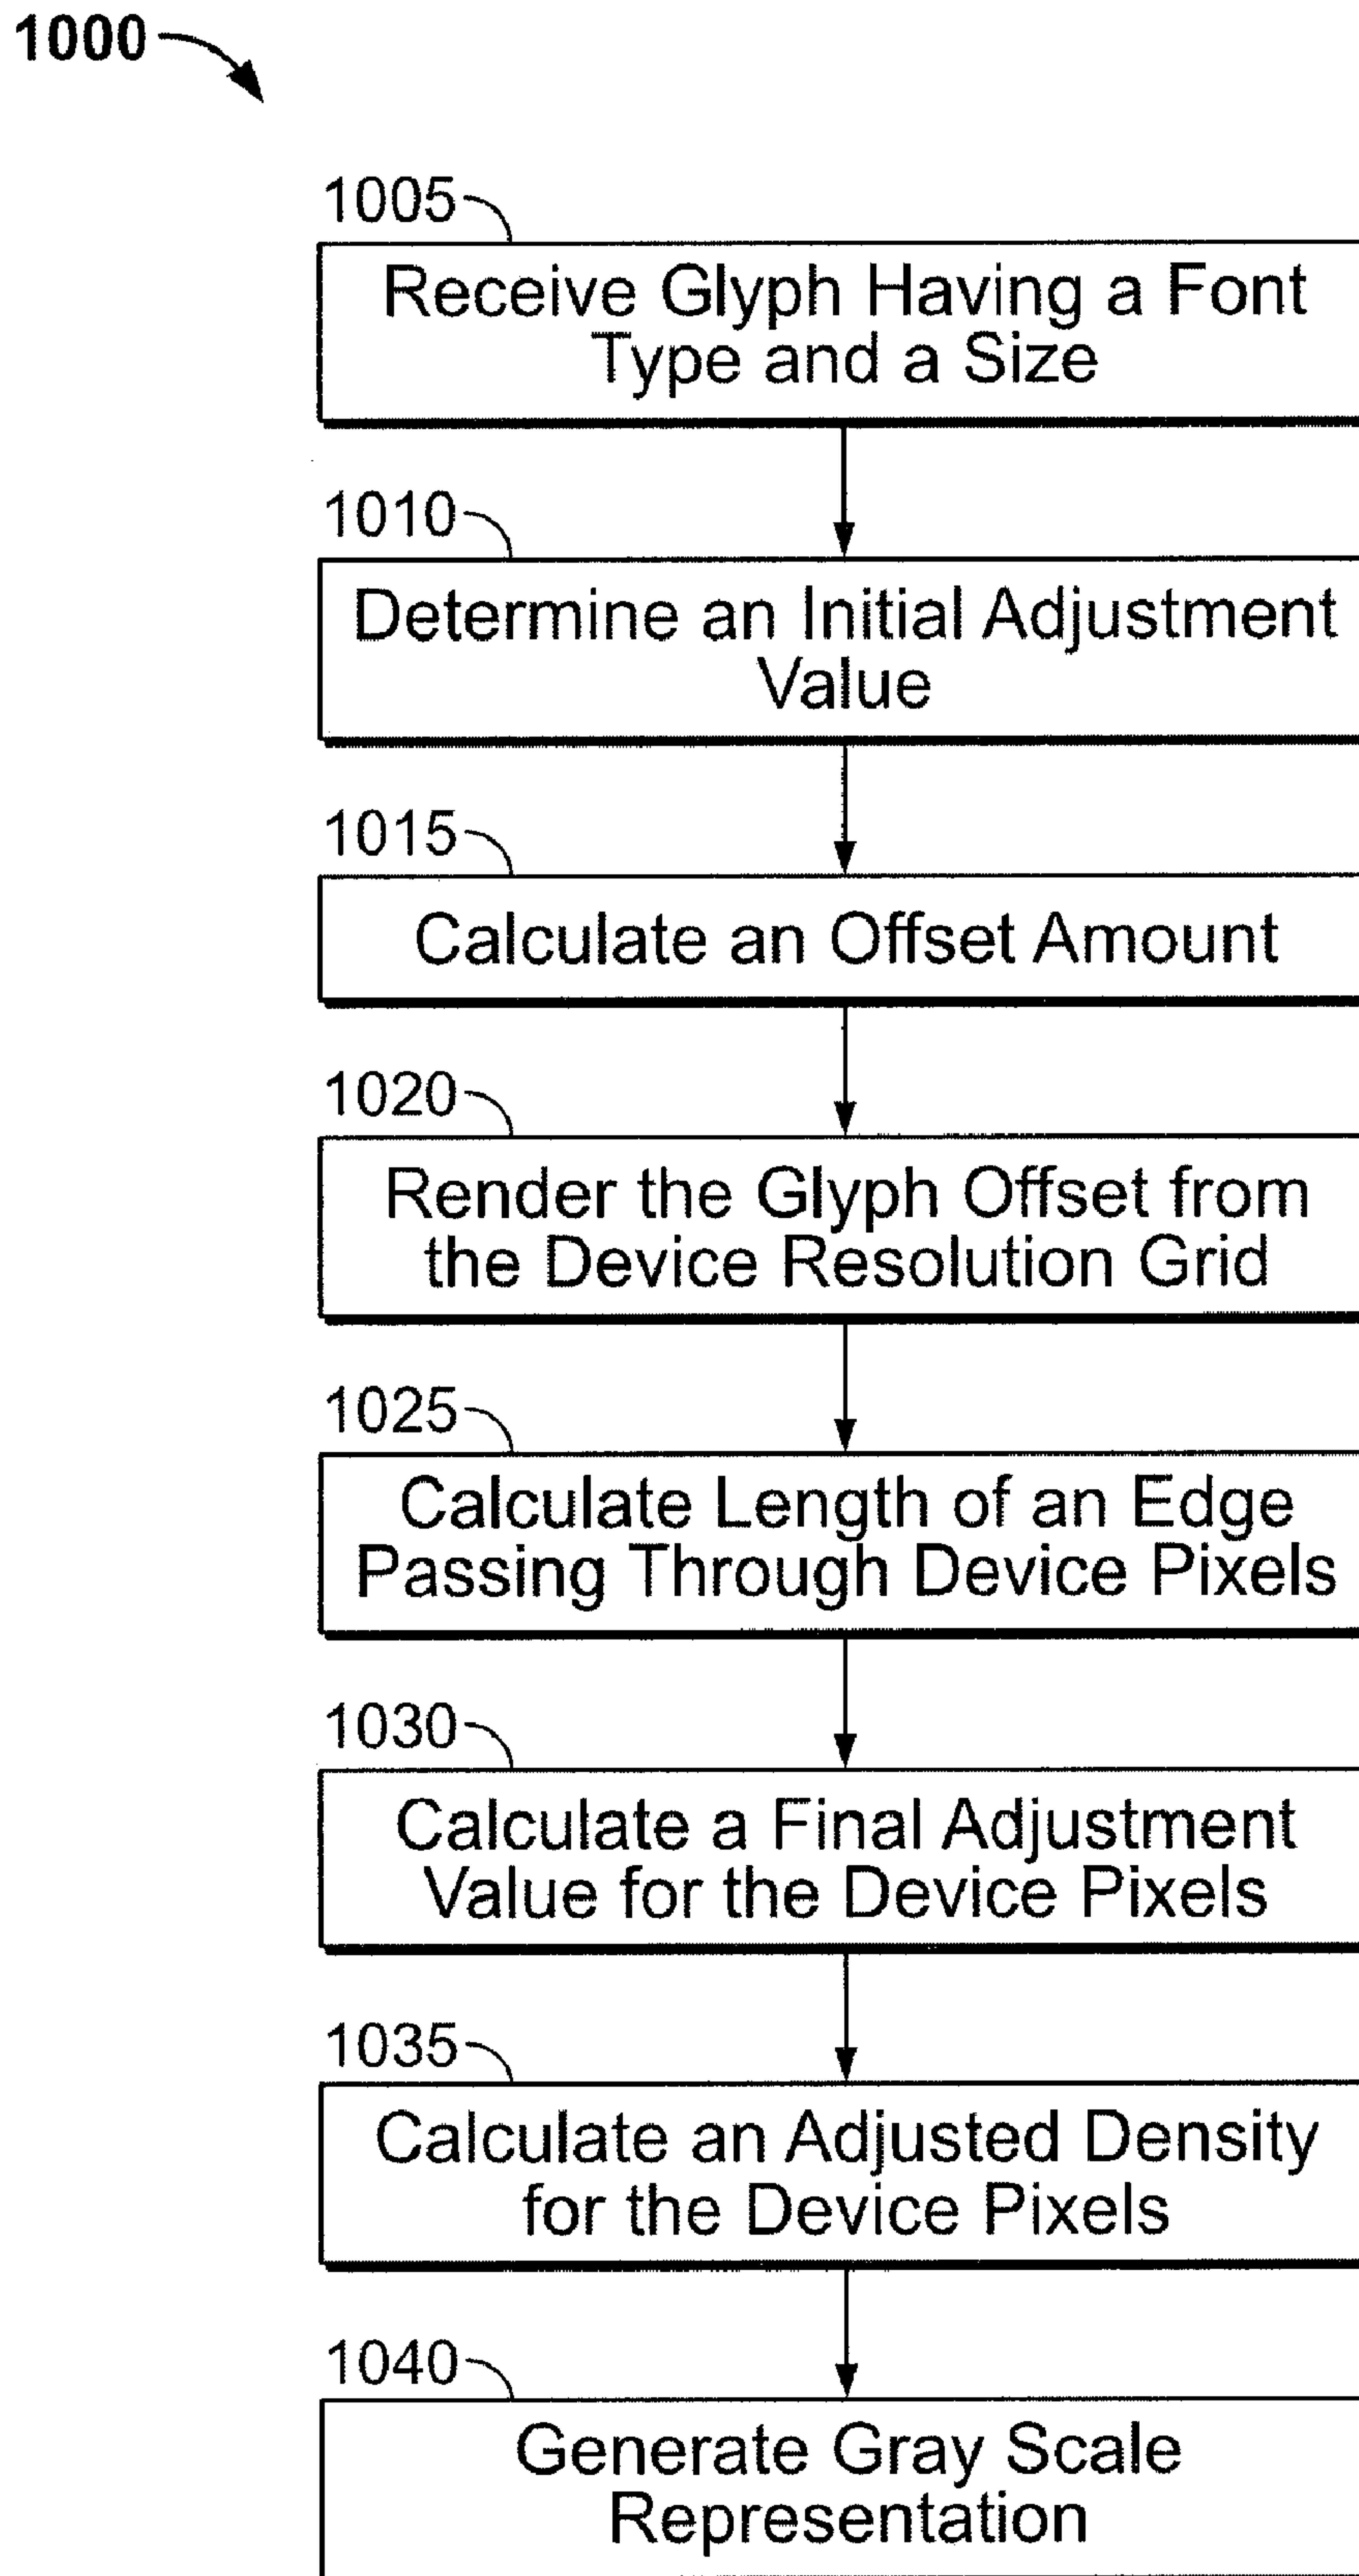 1000
1005
Receive Glyph Having a Font
Type and a Size
1010
Determine an Initial Adjustment
Value
1015
Calculate an Offset Amount
1020
Render the Glyph Offset from
the Device Resolution Grid
1025
Calculate Length of an Edge
Passing Through Device Pixels
1030
Calculate a Final Adjustment
Value for the Device Pixels
1035
Calculate an Adjusted Density
for the Device Pixels
1040
Generate Gray Scale
Representation